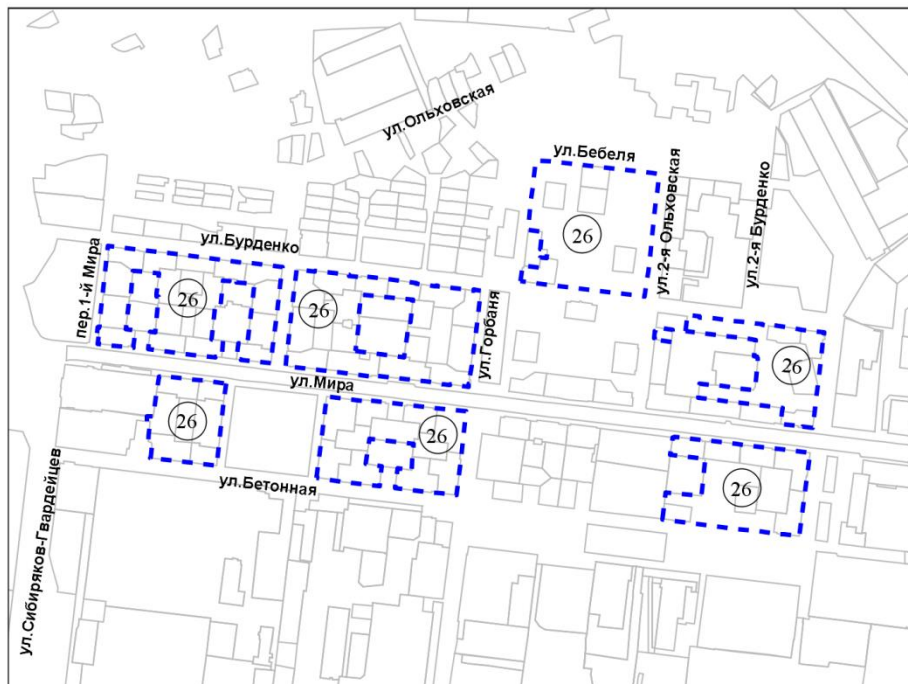 ул.Ольховская
ул.Бебеля
ул.2-я Ольховская
ул.2-я Бурденко
26
ул.Бурденко
пер.1-й Мира
26
26
ул.Горбаня
26
ул.Мира
26
26
ул.Бетонная
26
ул.Сибиряков-Гвардейцев